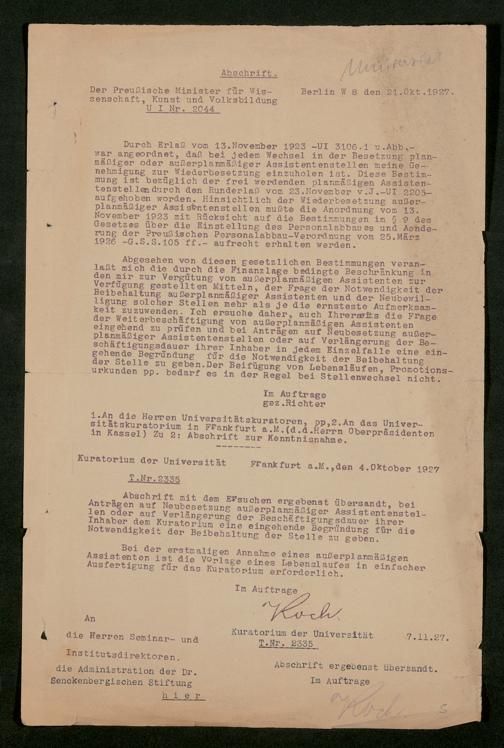 Abschrift.
Der Preußische Minister für Wis-
senschaft, Kunst und Volksbildung
U I Nr. 2044
Berlin W 8 den 21.Okt.1927.
Durch Erlaß vom 13.November 1923 -UI 3106.1 u.Abb,-
war angeordnet, daß bei jedem Wechsel in der Besetzung plan-
mäßiger oder außerplanmäßiger Assistentenstellen meine Ge-
nehmigung zur Wiederbesetzung einzuholen ist. Diese Bestim-
mung ist bezüglich der frei werdenden planmäßigen Assisten-
tenstellen durch den Runderlaß vom 23.November v.J.-UI 2205-
aufgehoben worden. Hinsichtlich der Wiederbesetzung außer-
planmäßiger Assistentenstellen mußte die Anordnung vom 13.
November 1923 mit Rücksicht auf die Bestimmungen in § 9 des
Gesetzes über die Einstellung des Personalabbaues und Aende-
rung der Preußischen Personalabbau-Verordnung vom 25.März
1926 -G.S.S.105 ff.- aufrecht erhalten werden.
Abgesehen von diesen gesetzlichen Bestimmungen veran-
laßt mich die durch die Finanzlage bedingte Beschränkung in
den mir zur Vergütung von außerplanmäßigen Assistenten zur
Verfügung gestellten Mitteln, der Frage der Notwendigkeit der
Beibehaltung außerplanmäßiger Assistenten und der Neubewil-
ligung solcher Stellen mehr als je die ernsteste Aufmerksam-
keit zuzuwenden. Ich ersuche daher, auch Ihrerseits die Frage
der Weiterbeschäftigung von außerplanmäßigen Assistenten
eingehend zu prüfen und bei Anträgen auf Neubesetzung außer-
planmäßiger Assistentenstellen oder auf Verlängerung der Be-
schäftigungsdauer ihrer Inhaber in jedem Einzelfalle eine ein-
gehende Begründung für die Notwendigkeit der Beibehaltung
der Stelle zu geben.Der Beifügung von Lebensläufen, Promotions-
urkunden pp. bedarf es in der Regel bei Stellenwechsel nicht.
Im Auftrage
gez.Richter
1.An die Herren Universitätskuratoren, pp,2.An das Univer-
sitätskuratorium in Frankfurt a.M.(d.d.Herrn Oberpräsidenten
in Kassel) Zu 2: Abschrift zur Kenntnisnahme.
Kuratorium der Universität
Frankfurt a.M.,den 4.Oktober 1927
T.Nr.2335
Abschrift mit dem Ersuchen ergebenst übersandt, bei
Anträgen auf Neubesetzung außerplanmäßiger Assistentenstel-
len oder auf Verlängerung der Beschäftigungsdauer ihrer
Inhaber dem Kuratorium eine eingehende Begründung für die
Notwendigkeit der Beibehaltung der Stelle zu geben.
Bei der erstmaligen Annahme eines außerplanmäßigen
Assistenten ist die Vorlage eines Lebenslaufes in einfacher
Ausfertigung für das Kuratorium erforderlich.
Im Auftrage
Koch.
An
die Herren Seminar- und
Institutsdirektoren.
die Administration der Dr.
Senckenbergischen Stiftung
hier
Kuratorium der Universität
7.11.27.
T.Nr. 2335
Abschrift ergebenst übersandt.
Im Auftrage
Koch.
S